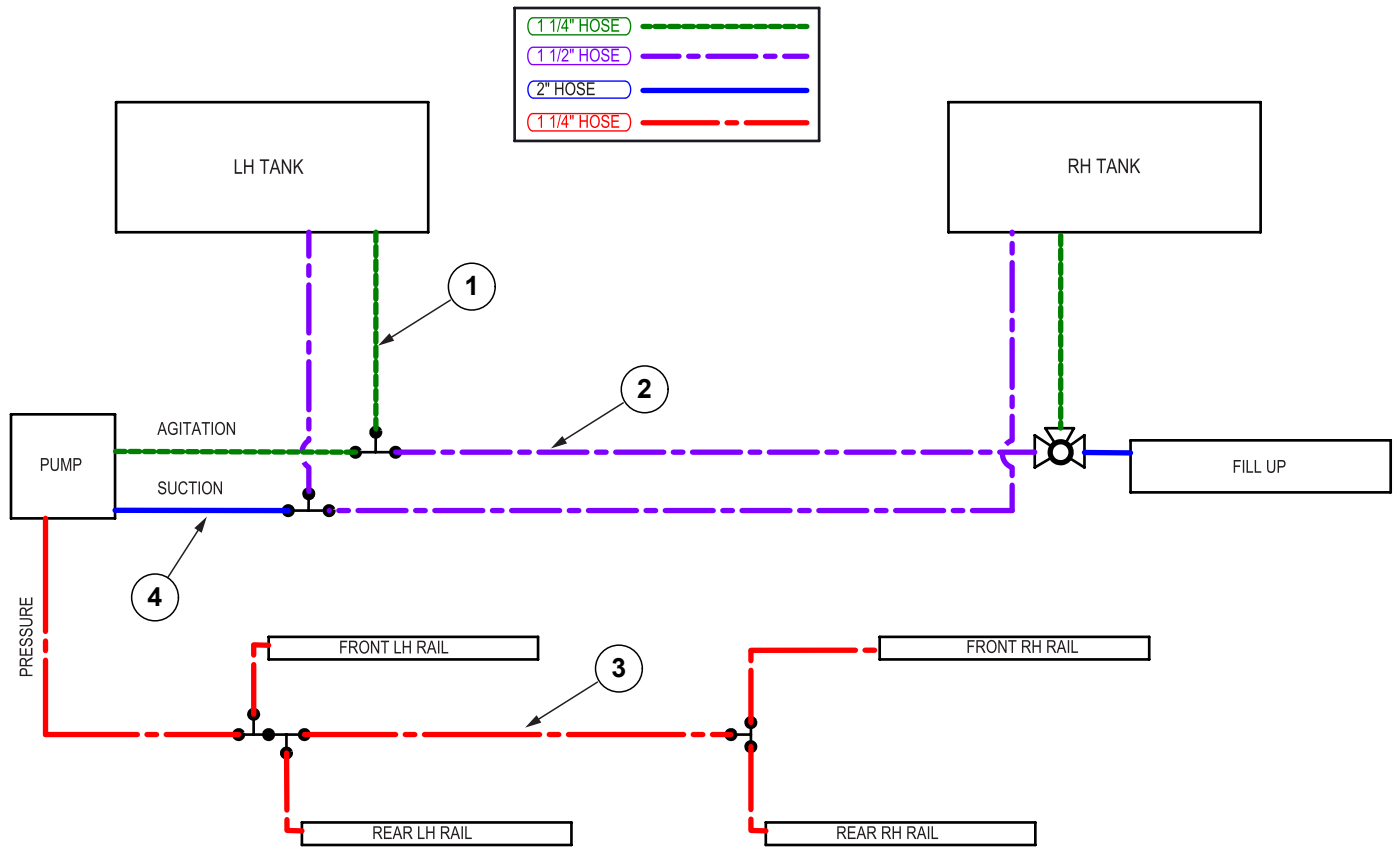 1 1/4" HOSE
1 1/2" HOSE
2" HOSE
1 1/4" HOSE
LH TANK
RH TANK
1
2
AGITATION
PUMP
SUCTION
FILL UP
4
PRESSURE
FRONT LH RAIL
3
FRONT RH RAIL
REAR LH RAIL
REAR RH RAIL